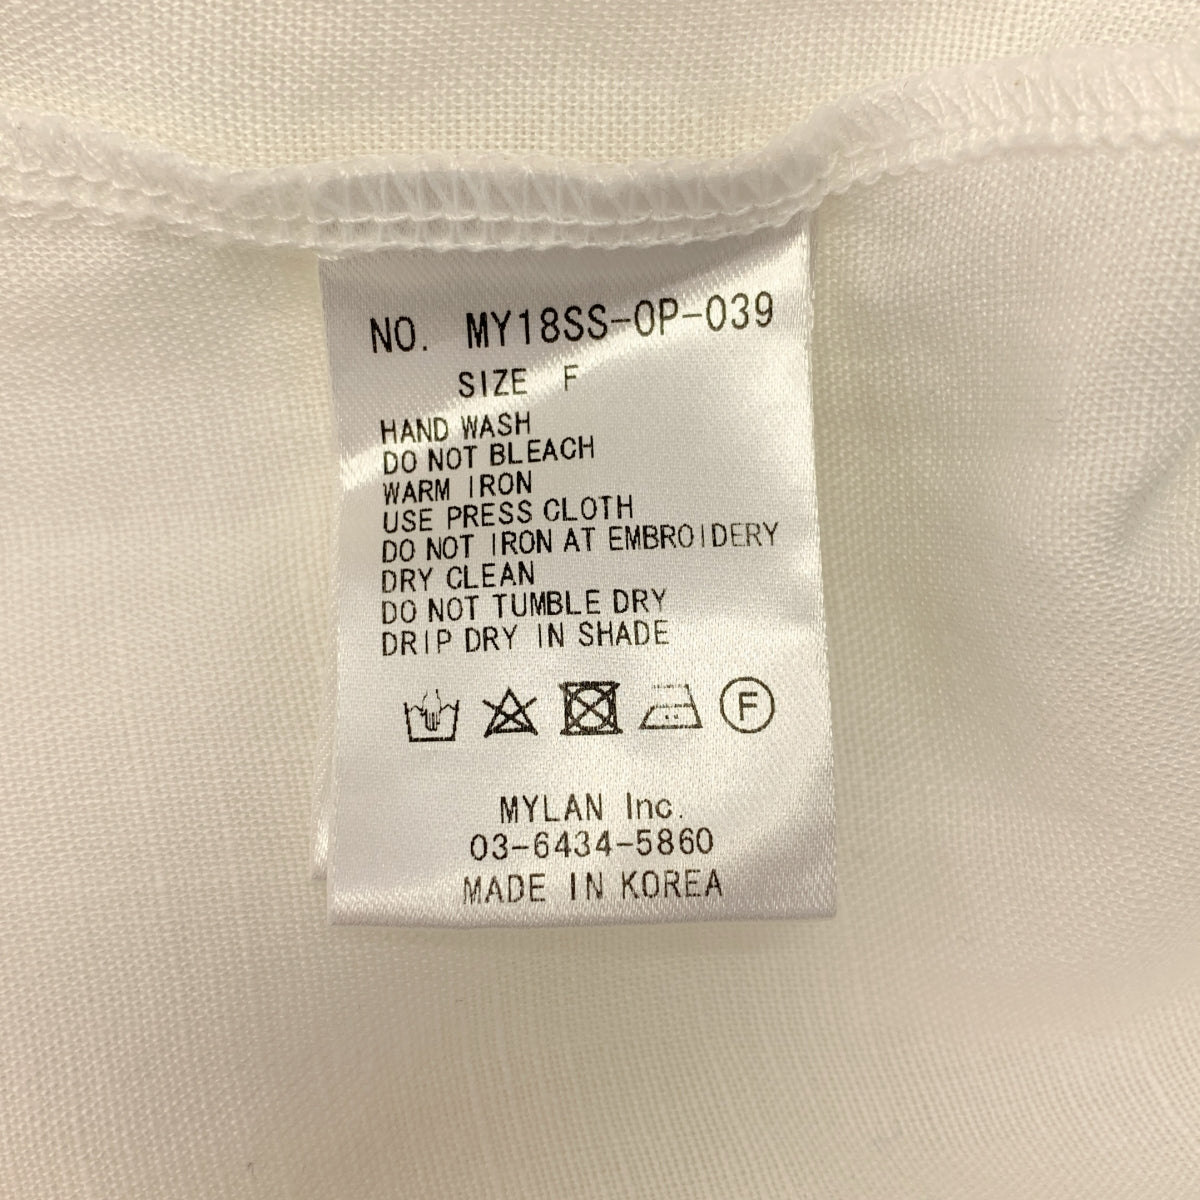 NO. MY18SS-OP-039
SIZE F
HAND WASH
DO NOT BLEACH
WARM IRON
USE PRESS CLOTH
DO NOT IRON AT EMBROIDERY
DRY CLEAN
DO NOT TUMBLE DRY
DRIP DRY IN SHADE
F
MYLAN Inc.
03-6434-5860
MADE IN KOREA